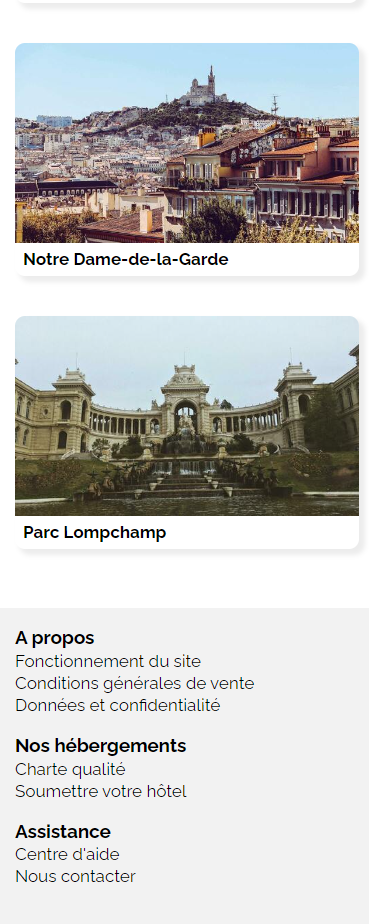 Notre Dame-de-la-Garde
Parc Lompchamp
A propos
Fonctionnement du site
Conditions générales de vente
Données et confidentialité
Nos hébergements
Charte qualité
Soumettre votre hôtel
Assistance
Centre d'aide
Nous contacter